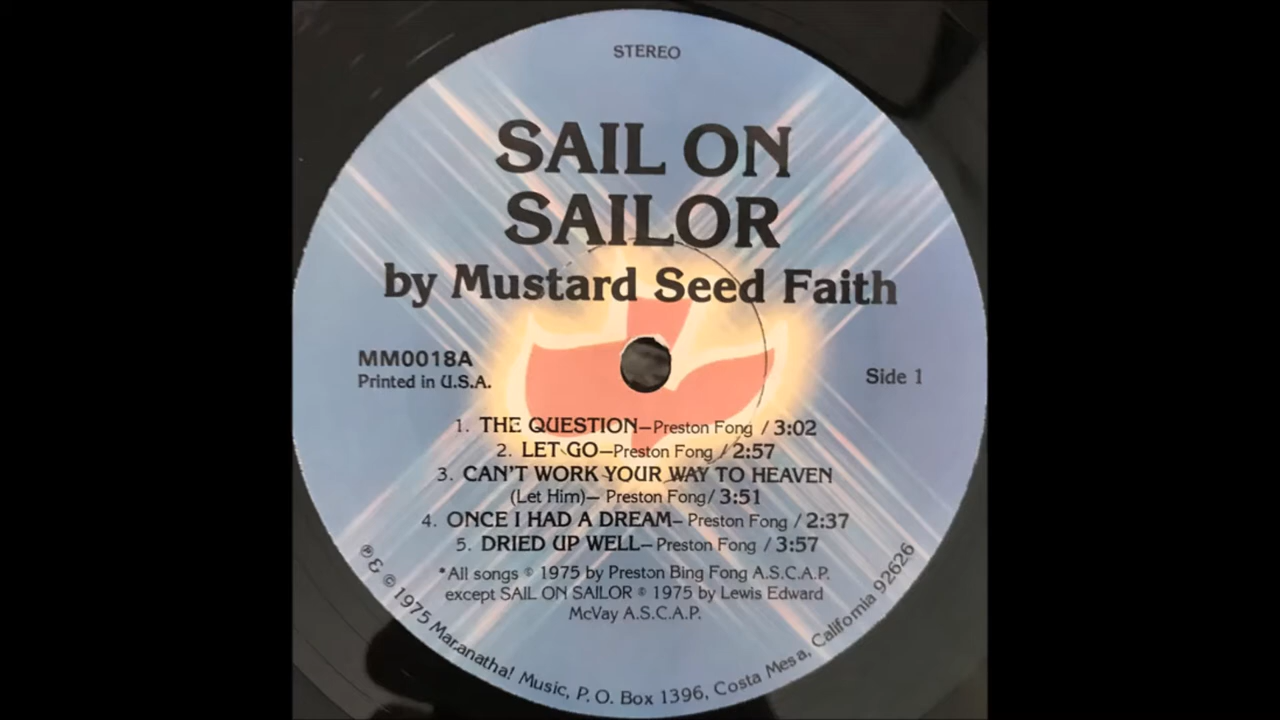 STEREO
SAIL ON
SAILOR
by Mustard Seed Faith
MM0018A
Printed in U.S.A.
Side 1
1. THE QUESTION—Preston Fong / 3:02
2. LET GO—Preston Fong / 2:57
3. CAN'T WORK YOUR WAY TO HEAVEN
(Let Him)— Preston Fong/ 3:51
4. ONCE I HAD A DREAM— Preston Fong / 2:37
5. DRIED UP WELL—Preston Fong / 3:57
*All songs © 1975 by Preston Bing Fong A.S.C.A.P.
except SAIL ON SAILOR © 1975 by Lewis Edward
McVay A.S.C.A.P.
℗ & © 1975 Maranatha! Music, P. O. Box 1396, Costa Mesa, California 92626